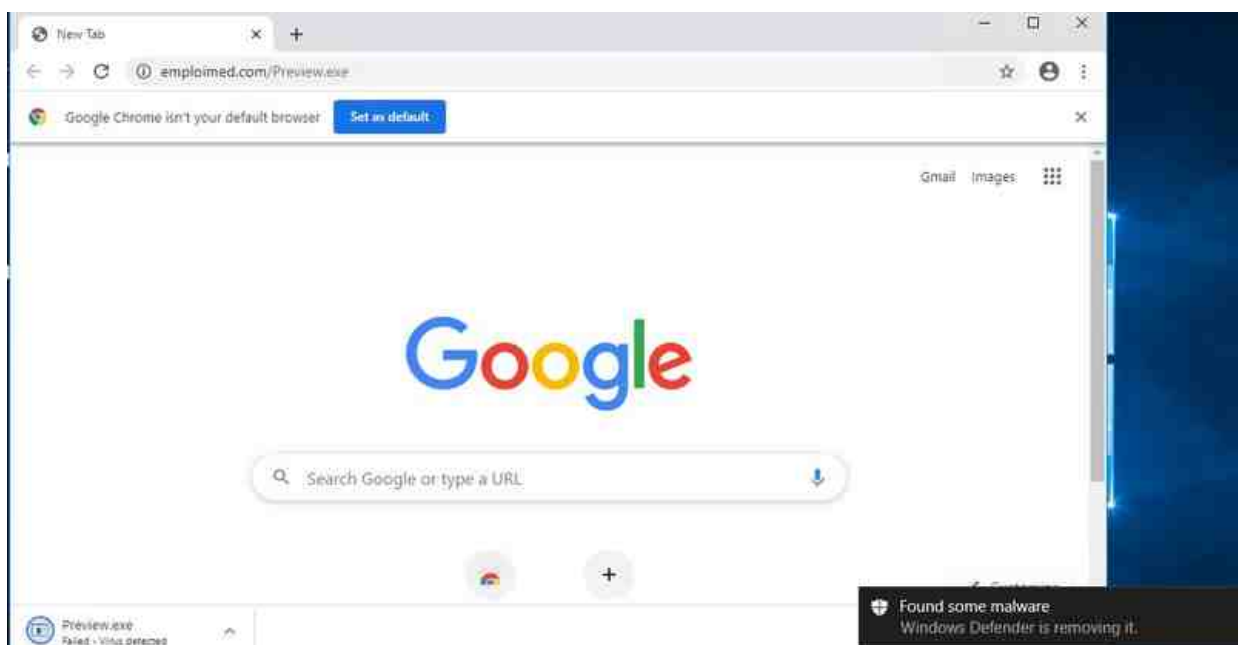 New Tab
emploimed.com/Preview.exe
Google Chrome isn't your default browser Set as default
Gmail Images
Google
Search Google or type a URL
Customize
Preview.exe
Failed - Virus detected
Found some malware
Windows Defender is removing it.